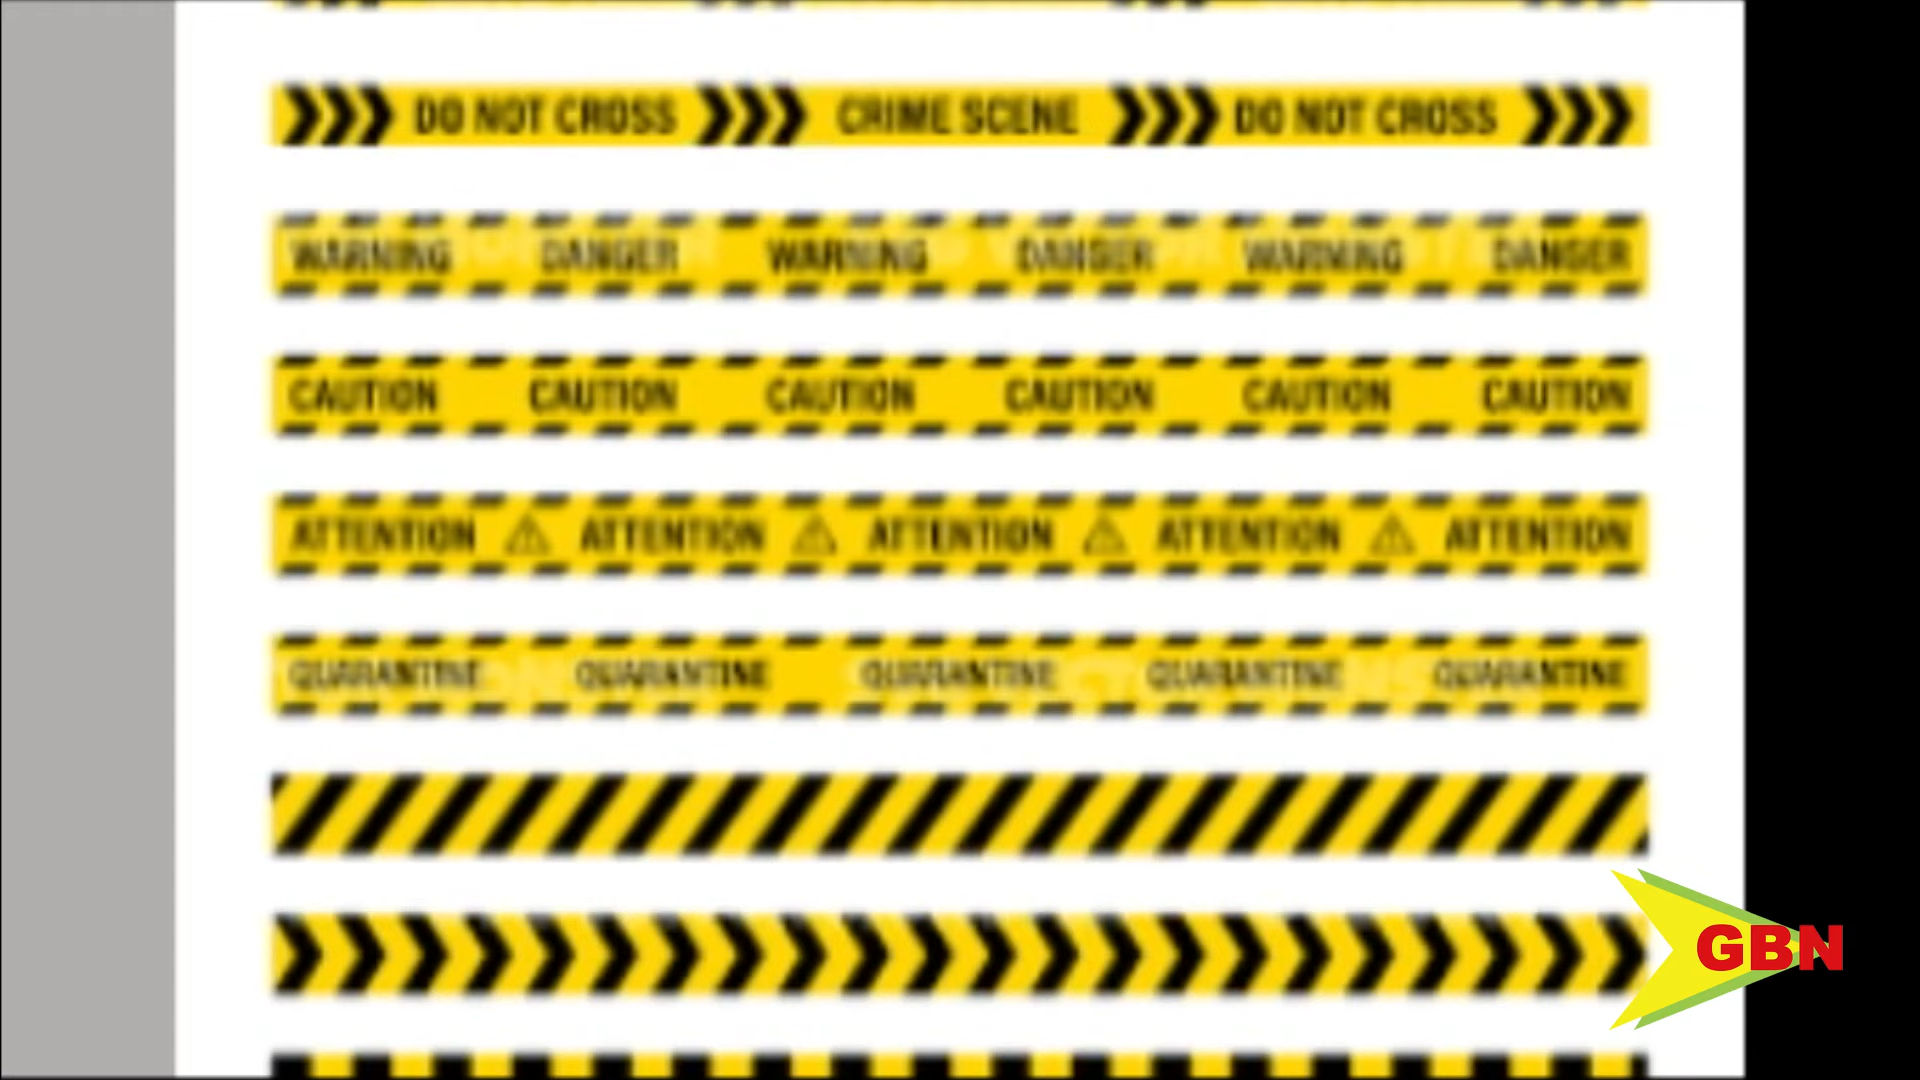 DO NOT CROSS CRIME SCENE DO NOT CROSS
WARNING DANGER WARNING DANGER WARNING DANGER
CAUTION CAUTION CAUTION CAUTION CAUTION CAUTION
ATTENTION ATTENTION ATTENTION ATTENTION ATTENTION
QUARANTINE QUARANTINE QUARANTINE QUARANTINE QUARANTINE
GBN